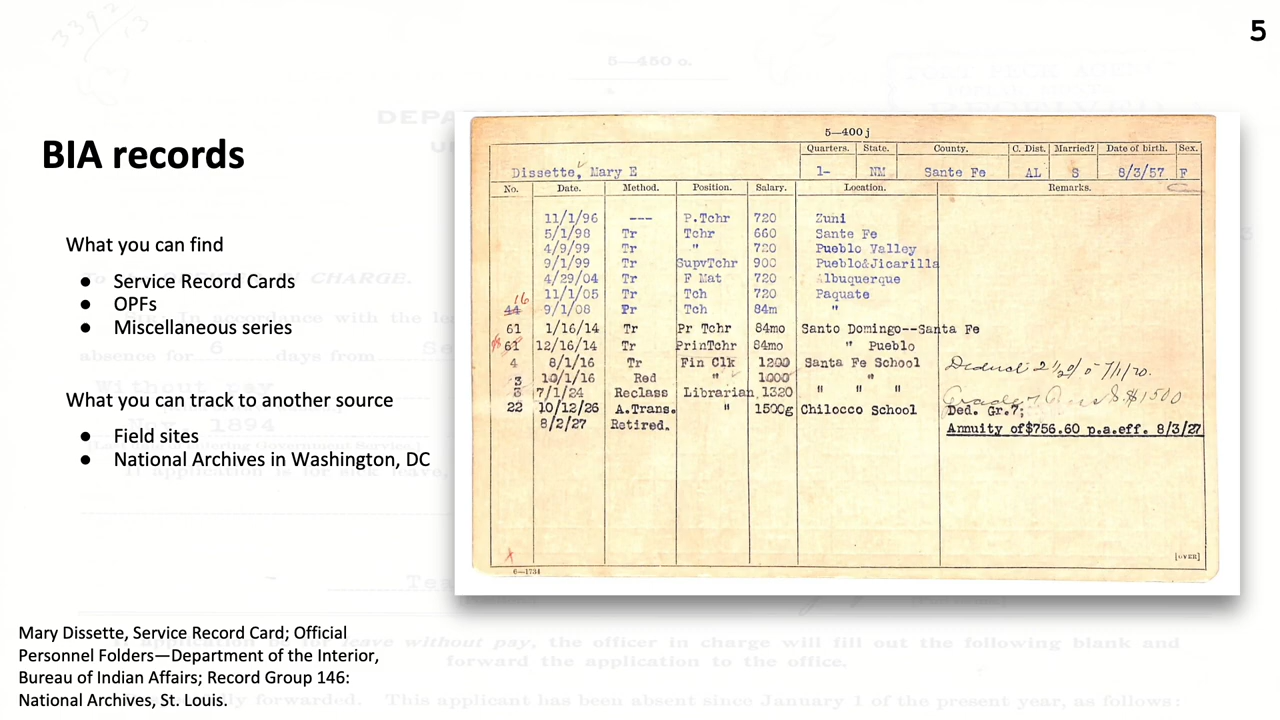 5
BIA records
What you can find
● Service Record Cards
● OPFs
● Miscellaneous series
What you can track to another source
● Field sites
● National Archives in Washington, DC
5—400 j
Quarters. State. County. C. Dist. Married? Date of birth. Sex.
Dissette, Mary E 1- NM Sante Fe AL S 8/3/57 F
No. Date. Method. Position. Salary. Location. Remarks.
11/1/96 --- P.Tchr 720 Zuni
5/1/98 Tr Tchr 660 Sante Fe
4/9/99 Tr " 720 Pueblo Valley
9/1/99 Tr SupvTchr 900 Pueblo&Jicarilla
4/29/04 Tr F Mat 720 Albuquerque
11/1/05 Tr Tch 720 Paquate
16
44 9/1/08 Pr Tch 84m "
61 1/16/14 Tr Pr Tchr 84mo Santo Domingo--Santa Fe
61 12/16/14 Tr PrinTchr 84mo " Pueblo
4 8/1/16 Tr Fin Clk 1200 Santa Fe School
3 10/1/16 Red " 1000 "
3 7/1/24 Reclass Librarian, 1320 " " "
22 10/12/26 A.Trans. " 1500g Chilocco School Ded. Gr.7;
8/2/27 Retired. Annuity of $756.60 p.a.eff. 8/3/27
[OVER]
6—1731
Mary Dissette, Service Record Card; Official
Personnel Folders—Department of the Interior,
Bureau of Indian Affairs; Record Group 146:
National Archives, St. Louis.